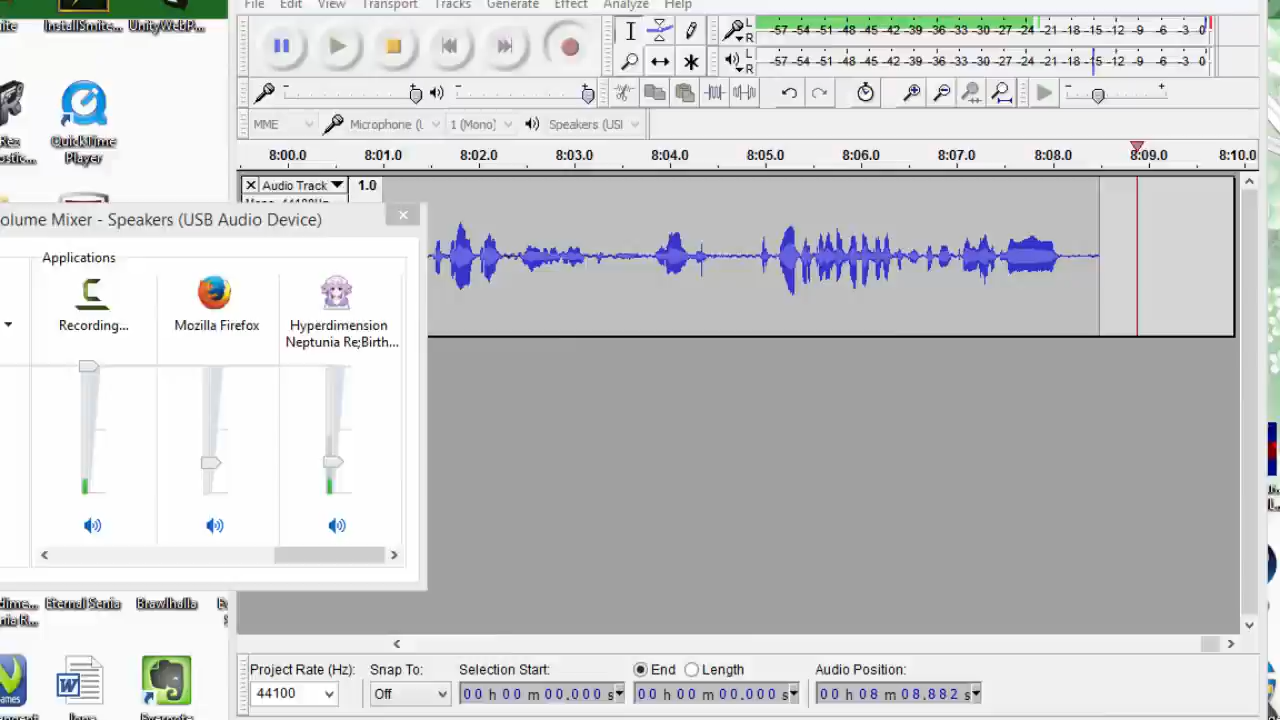 File Edit View Transport Tracks Generate Effect Analyze Help
InstallSmite... UnityWebP...
L -57 -54 -51 -48 -45 -42 -39 -36 -33 -30 -27 -24 -21 -18 -15 -12 -9 -6 -3 0
R
L -57 -54 -51 -48 -45 -42 -39 -36 -33 -30 -27 -24 -21 -18 -15 -12 -9 -6 -3 0
R
- + - + - +
MME Microphone (L 1 (Mono) Speakers (USI
QuickTime
Player
8:00.0 8:01.0 8:02.0 8:03.0 8:04.0 8:05.0 8:06.0 8:07.0 8:08.0 8:09.0 8:10.0
Audio Track 1.0
Mono, 44100Hz
olume Mixer - Speakers (USB Audio Device)
Applications
Recording... Mozilla Firefox Hyperdimension
Neptunia Re;Birth...
Eternal Senia Brawlhalla
Project Rate (Hz): Snap To: Selection Start: End Length Audio Position:
44100 Off 00 h 00 m 00.000 s 00 h 00 m 00.000 s 00 h 08 m 08.882 s